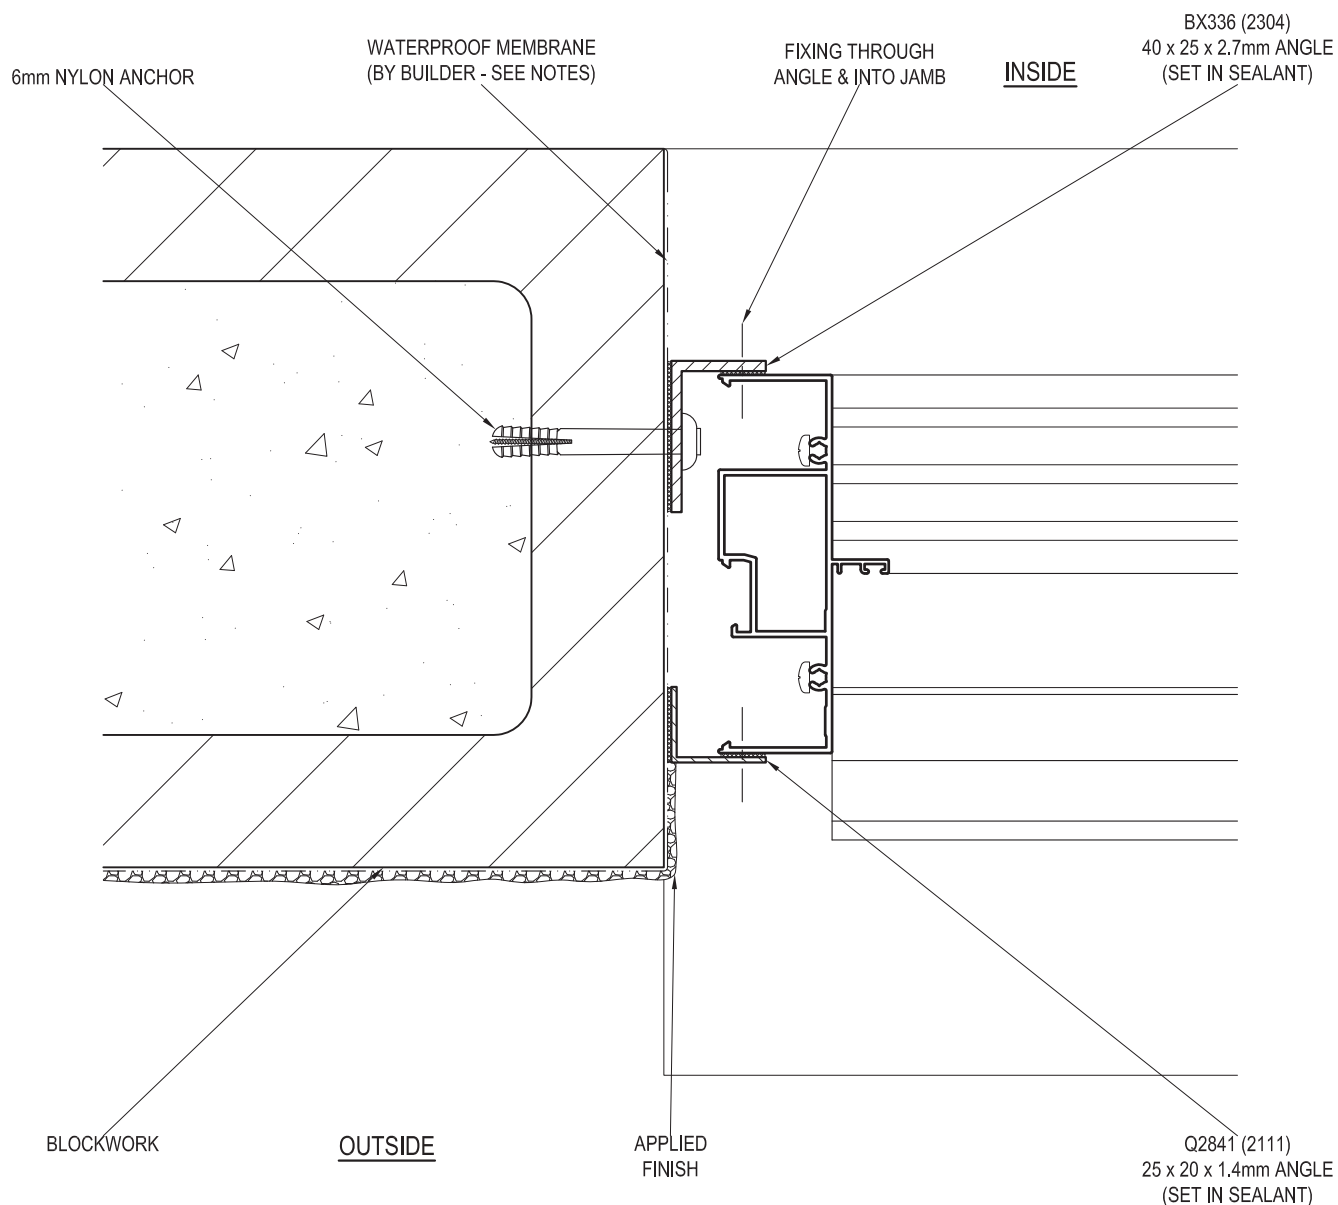 BX336 (2304)
40 x 25 x 2.7mm ANGLE
(SET IN SEALANT)
WATERPROOF MEMBRANE
(BY BUILDER - SEE NOTES)
FIXING THROUGH
ANGLE & INTO JAMB
INSIDE
6mm NYLON ANCHOR
BLOCKWORK
OUTSIDE
APPLIED
FINISH
Q2841 (2111)
25 x 20 x 1.4mm ANGLE
(SET IN SEALANT)